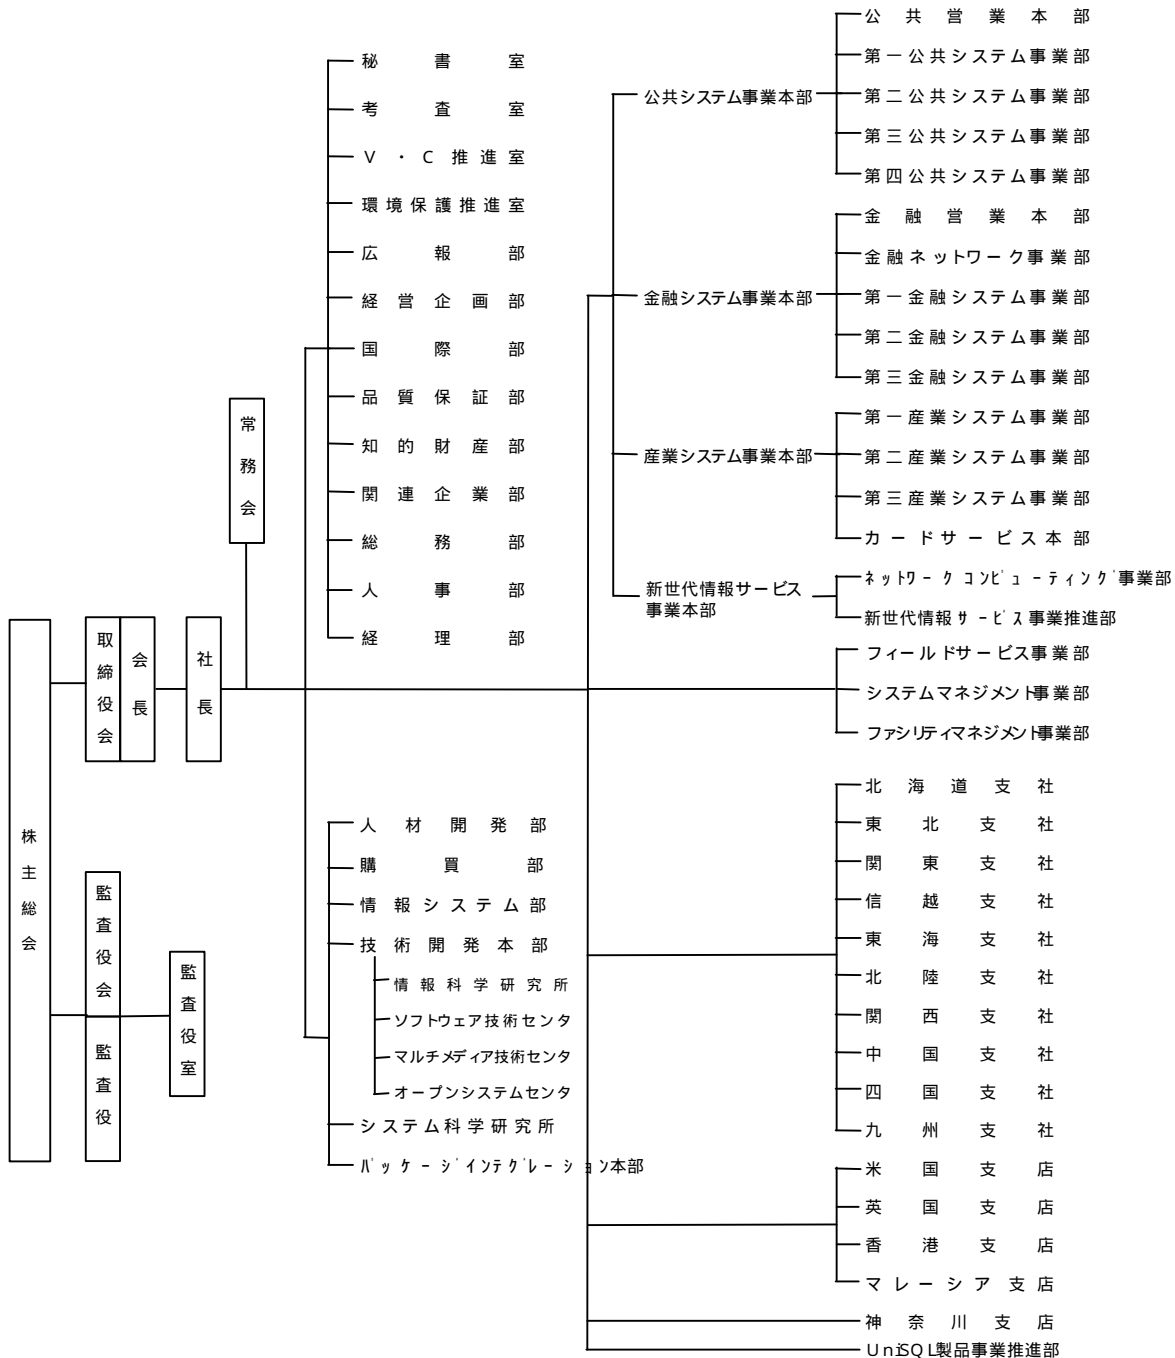 株主総会
取締役会
会長
社長
常務会
監査役会
監査役
監査役室
秘書室
考査室
V・C推進室
環境保護推進室
広報部
経営企画部
国際部
品質保証部
知的財産部
関連企業部
総務部
人事部
経理部
人材開発部
購買部
情報システム部
技術開発本部
情報科学研究所
ソフトウェア技術センタ
マルチメディア技術センタ
オープンシステムセンタ
システム科学研究所
パッケージインテグレーション本部
公共システム事業本部
公共営業本部
第一公共システム事業部
第二公共システム事業部
第三公共システム事業部
第四公共システム事業部
金融システム事業本部
金融営業本部
金融ネットワーク事業部
第一金融システム事業部
第二金融システム事業部
第三金融システム事業部
産業システム事業本部
第一産業システム事業部
第二産業システム事業部
第三産業システム事業部
カードサービス本部
新世代情報サービス
事業本部
ネットワークコンピューティング事業部
新世代情報サービス事業推進部
フィールドサービス事業部
システムマネジメント事業部
ファシリティマネジメント事業部
北海道支社
東北支社
関東支社
信越支社
東海支社
北陸支社
関西支社
中国支社
四国支社
九州支社
米国支店
英国支店
香港支店
マレーシア支店
神奈川支店
UniSQL製品事業推進部